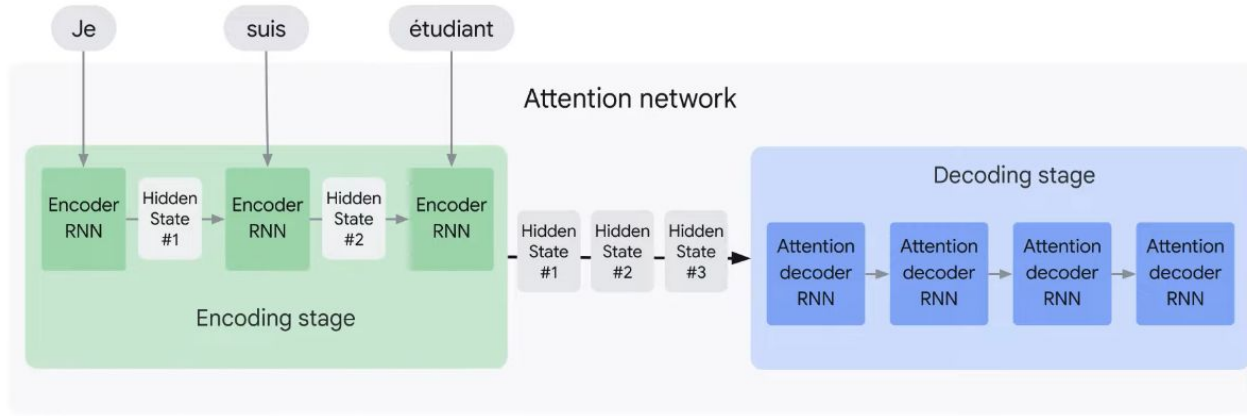 Je
suis
étudiant
Attention network
Encoder
RNN
Hidden
State
#1
Encoder
RNN
Hidden
State
#2
Encoder
RNN
Encoding stage
Hidden
State
#1
Hidden
State
#2
Hidden
State
#3
Decoding stage
Attention
decoder
RNN
Attention
decoder
RNN
Attention
decoder
RNN
Attention
decoder
RNN